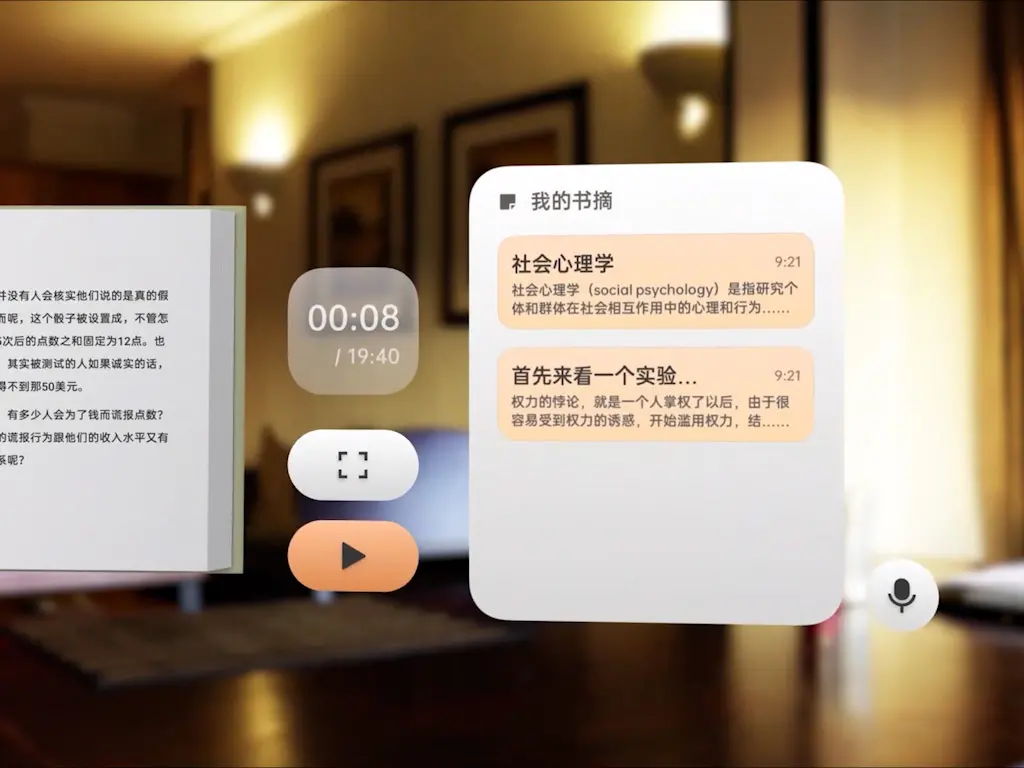 并没有人会核实他们说的是真的假
而呢，这个骰子被设置成，不管怎
次后的点数之和固定为12点。也
其实被测试的人如果诚实的话，
得不到那50美元。
有多少人会为了钱而谎报点数？
的谎报行为跟他们的收入水平又有
系呢？
00:08
/ 19:40
我的书摘
社会心理学
9:21
社会心理学（social psychology）是指研究个
体和群体在社会相互作用中的心理和行为……
首先来看一个实验...
9:21
权力的悖论，就是一个人掌权了以后，由于很
容易受到权力的诱惑，开始滥用权力，结……